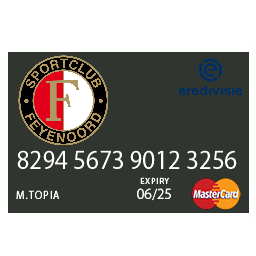 SPORTCLUB
F
FEYENOORD
eredivisie
8294 5673 9012 3256
EXPIRY
M.TOPIA 06/25
MasterCard